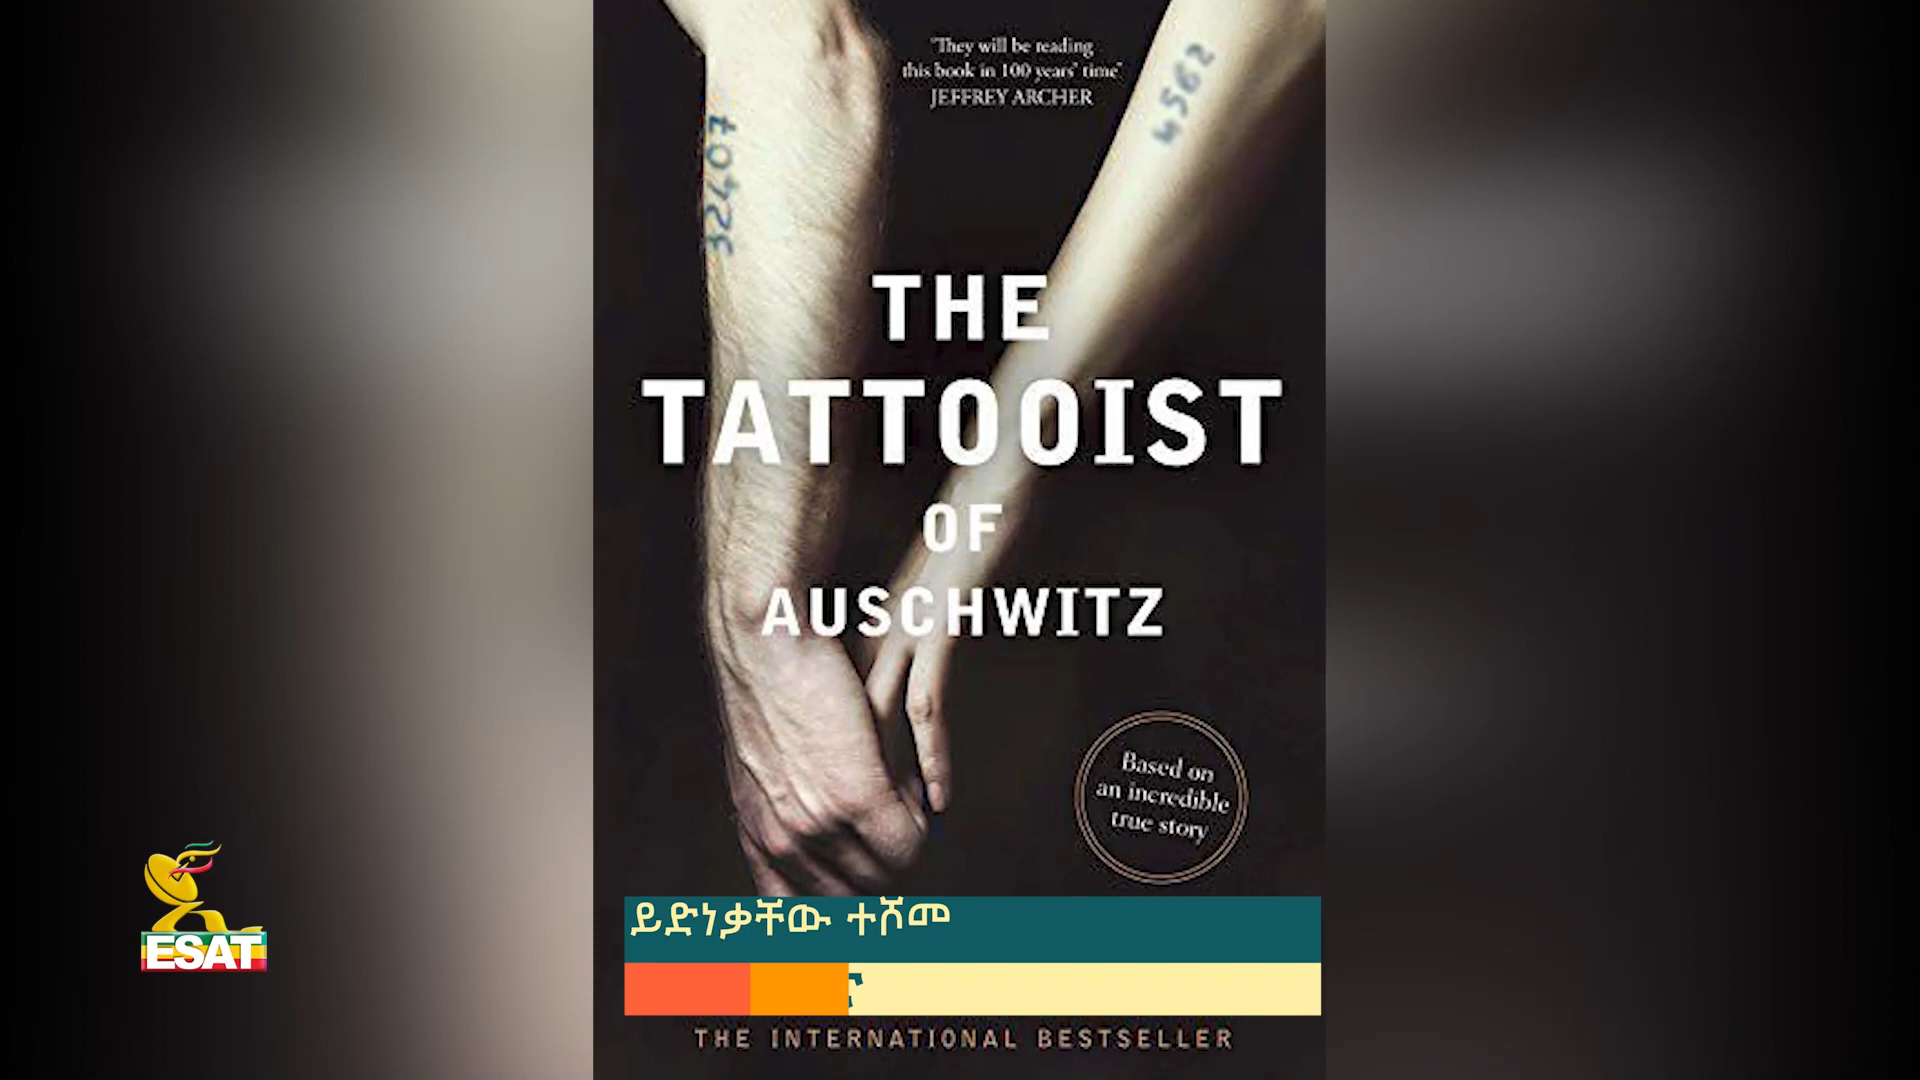 'They will be reading
this book in 100 years' time'
JEFFREY ARCHER
32407
4562
THE
TATTOOIST
OF
AUSCHWITZ
Based on
an incredible
true story
ይድነቃቸው ተሾመ
ESAT
THE INTERNATIONAL BESTSELLER